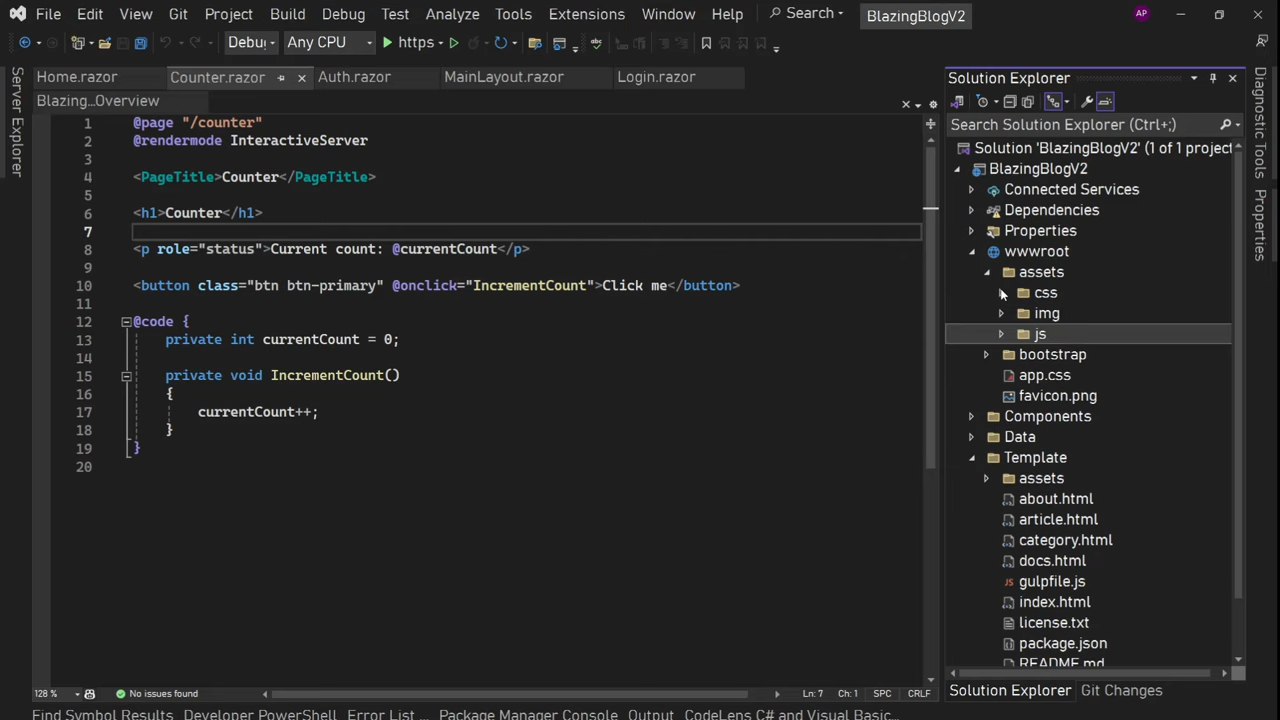 File Edit View Git Project Build Debug Test Analyze Tools Extensions Window Help Search BlazingBlogV2 AP
Debug Any CPU https
Server Explorer
Home.razor Counter.razor Auth.razor MainLayout.razor Login.razor
Blazing...Overview
1 @page "/counter"
2 @rendermode InteractiveServer
3
4 <PageTitle>Counter</PageTitle>
5
6 <h1>Counter</h1>
7
8 <p role="status">Current count: @currentCount</p>
9
10 <button class="btn btn-primary" @onclick="IncrementCount">Click me</button>
11
12 @code {
13 private int currentCount = 0;
14
15 private void IncrementCount()
16 {
17 currentCount++;
18 }
19 }
20
128 % No issues found Ln: 7 Ch: 1 SPC CRLF
Solution Explorer
Search Solution Explorer (Ctrl+;)
Solution 'BlazingBlogV2' (1 of 1 project
BlazingBlogV2
Connected Services
Dependencies
Properties
wwwroot
assets
css
img
js
bootstrap
app.css
favicon.png
Components
Data
Template
assets
about.html
article.html
category.html
docs.html
JS gulpfile.js
index.html
license.txt
package.json
README.md
Solution Explorer Git Changes
Diagnostic Tools
Properties
Find Symbol Results Developer PowerShell Error List ... Package Manager Console Output CodeLens C# and Visual Basic...